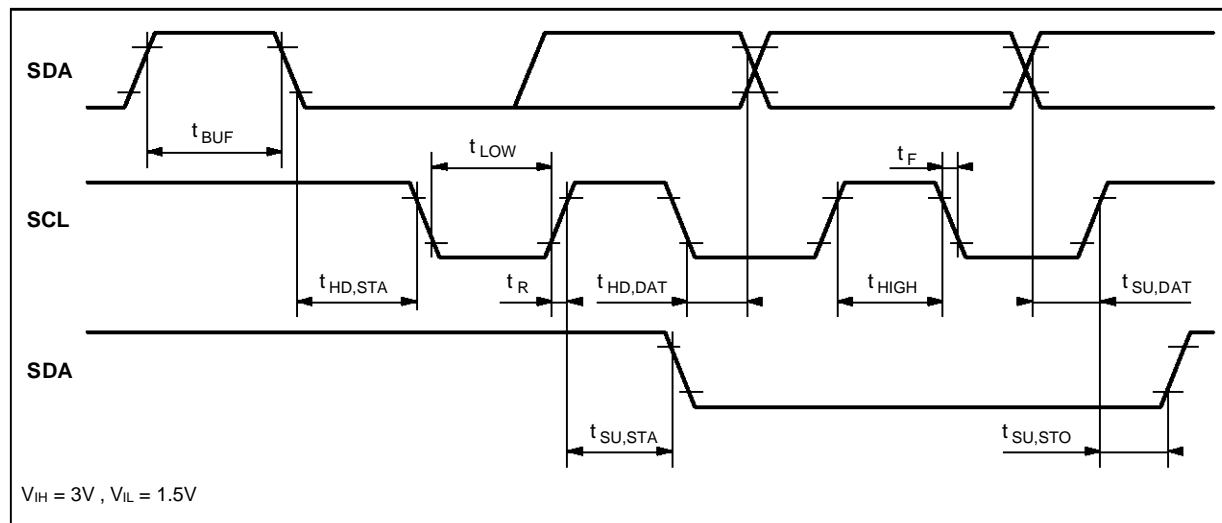 SDA
t BUF
t LOW
t F
SCL
t HD,STA
t R
t HD,DAT
t HIGH
t SU,DAT
SDA
t SU,STA
t SU,STO
VIH = 3V , VIL = 1.5V